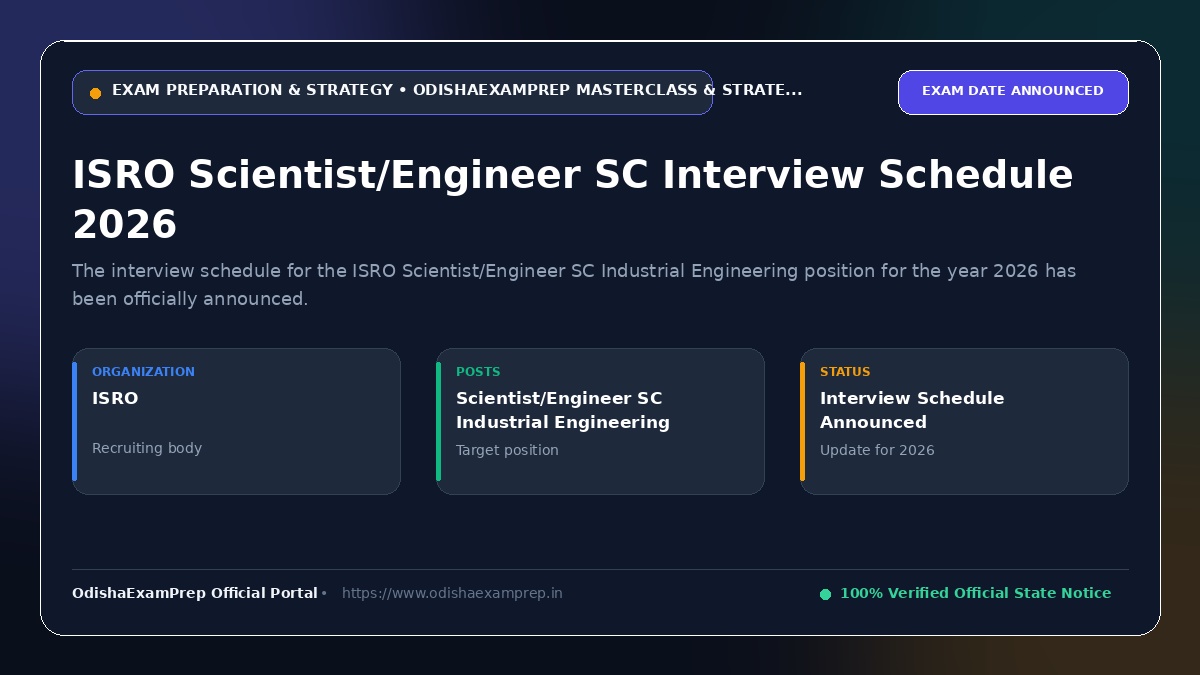 EXAM PREPARATION & STRATEGY • ODISHAEXAMPREP MASTERCLASS & STRATE...
EXAM DATE ANNOUNCED
ISRO Scientist/Engineer SC Interview Schedule
2026
The interview schedule for the ISRO Scientist/Engineer SC Industrial Engineering position for the year 2026 has
been officially announced.
ORGANIZATION
ISRO
Recruiting body
POSTS
Scientist/Engineer SC
Industrial Engineering
Target position
STATUS
Interview Schedule
Announced
Update for 2026
OdishaExamPrep Official Portal • https://www.odishaexamprep.in
100% Verified Official State Notice